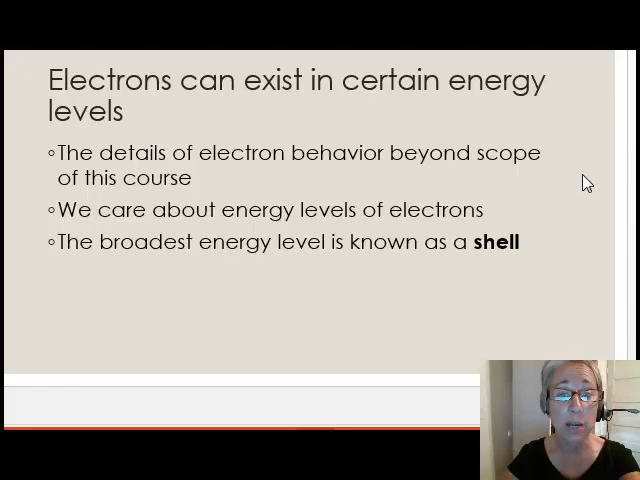 Electrons can exist in certain energy
levels
◦The details of electron behavior beyond scope
of this course
◦We care about energy levels of electrons
◦The broadest energy level is known as a shell